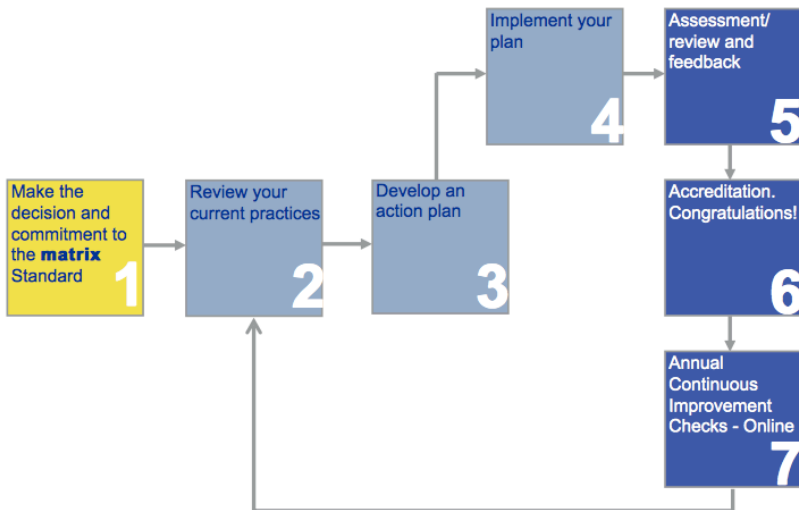 Make the
decision and
commitment to
the matrix
Standard
1
Review your
current practices
2
Develop an
action plan
3
Implement your
plan
4
Assessment/
review and
feedback
5
Accreditation.
Congratulations!
6
Annual
Continuous
Improvement
Checks - Online
7